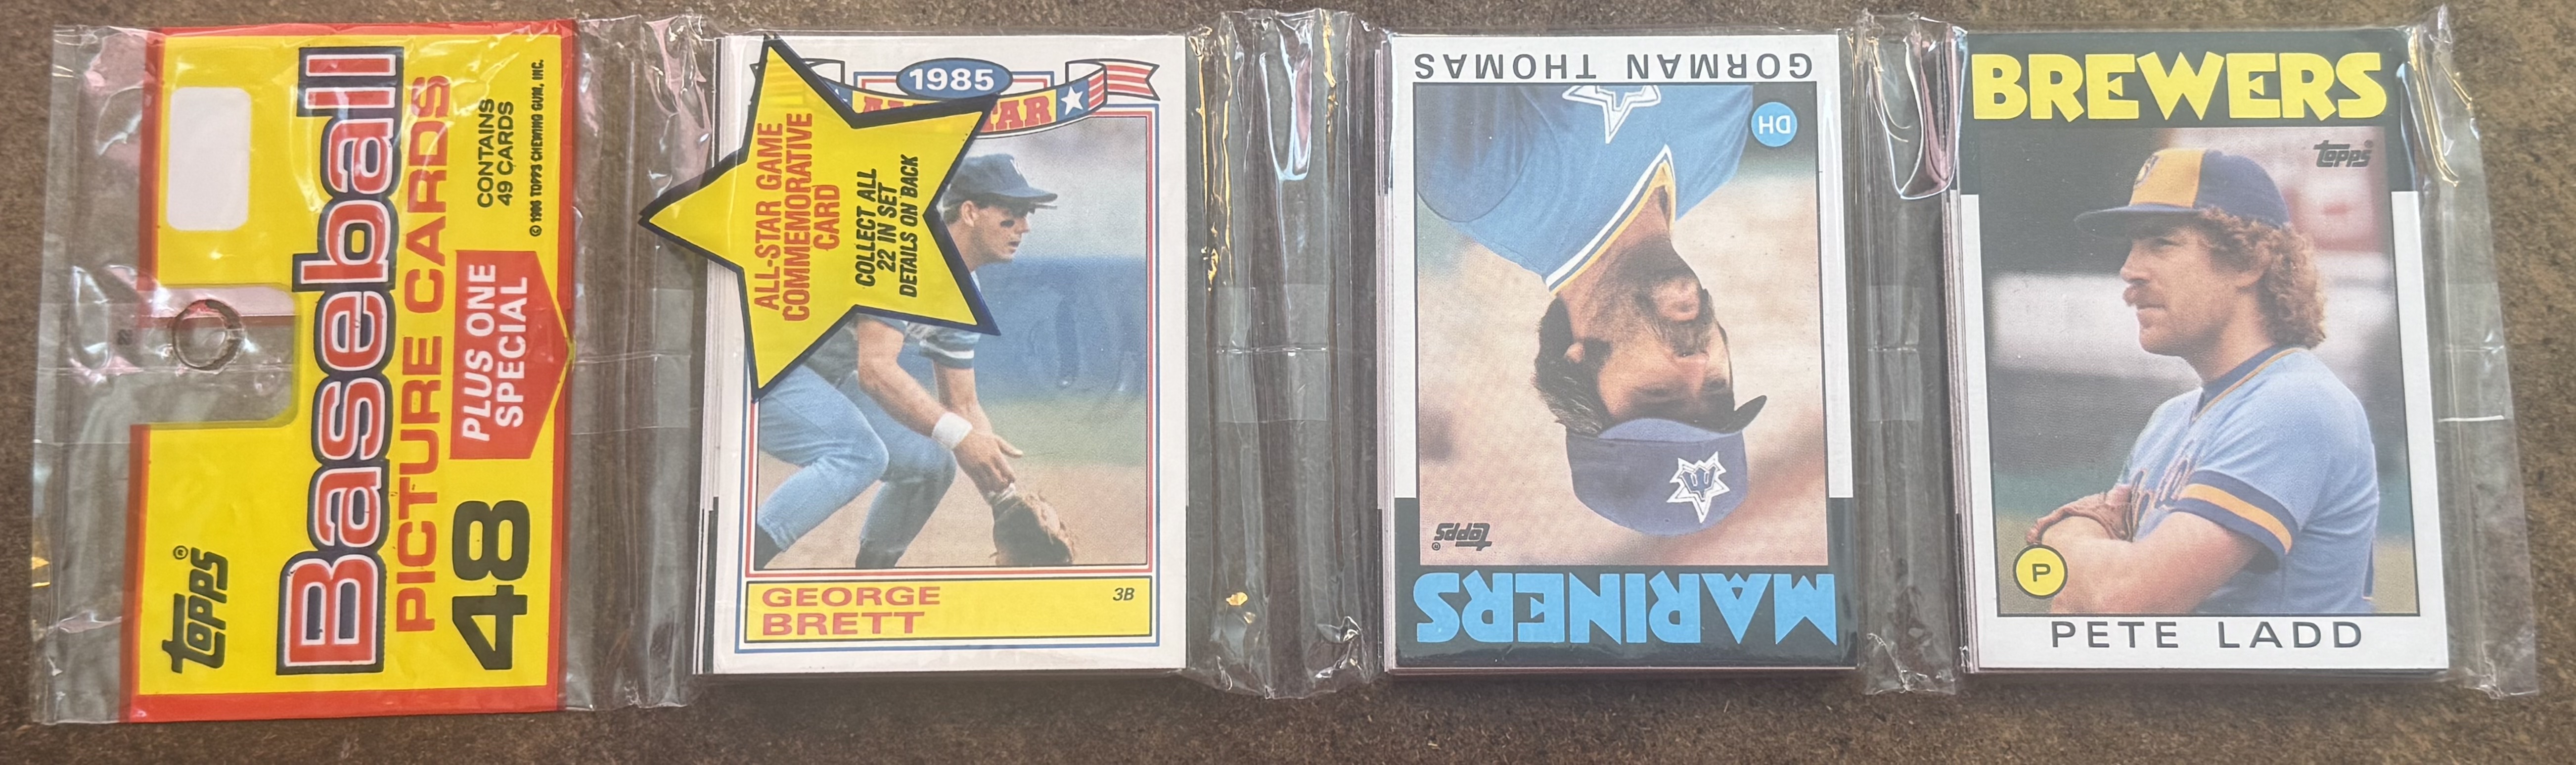 Topps®
Baseball
PICTURE CARDS
48
PLUS ONE
SPECIAL
CONTAINS
49 CARDS
© 1986 TOPPS CHEWING GUM, INC.
ALL-STAR GAME
COMMEMORATIVE
CARD
COLLECT ALL
22 IN SET
DETAILS ON BACK
1985
STAR
GEORGE
BRETT
3B
GORMAN THOMAS
DH
Topps®
MARINERS
BREWERS
Topps
P
PETE LADD